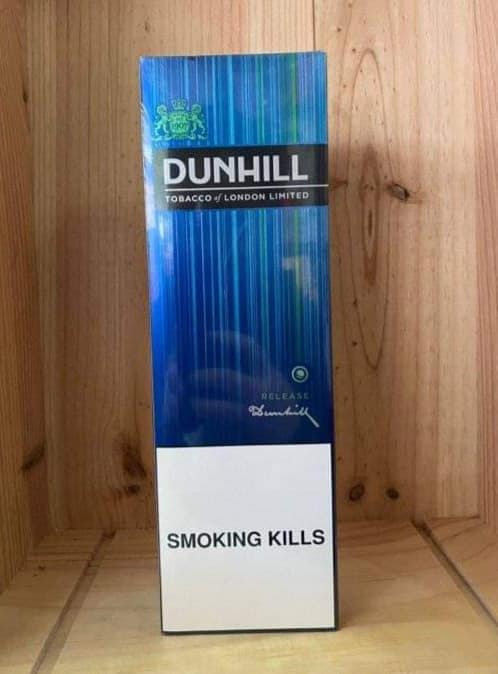 DUNHILL
TOBACCO of LONDON LIMITED
RELEASE
Dunhill
SMOKING KILLS